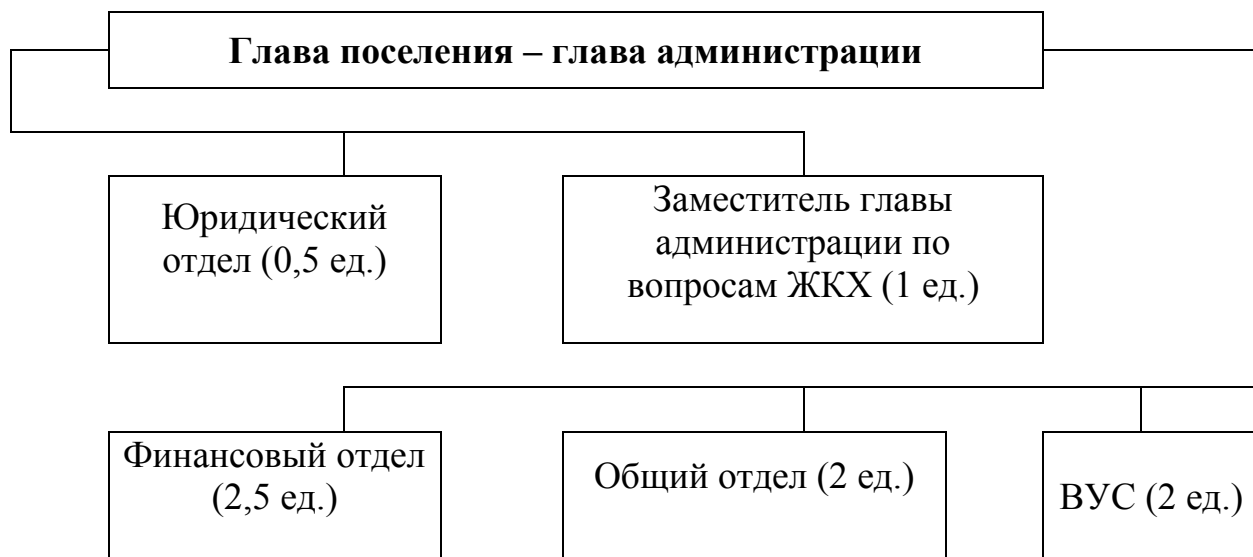 Глава поселения – глава администрации
Юридический
отдел (0,5 ед.)
Заместитель главы
администрации по
вопросам ЖКХ (1 ед.)
Финансовый отдел
(2,5 ед.)
Общий отдел (2 ед.)
ВУС (2 ед.)